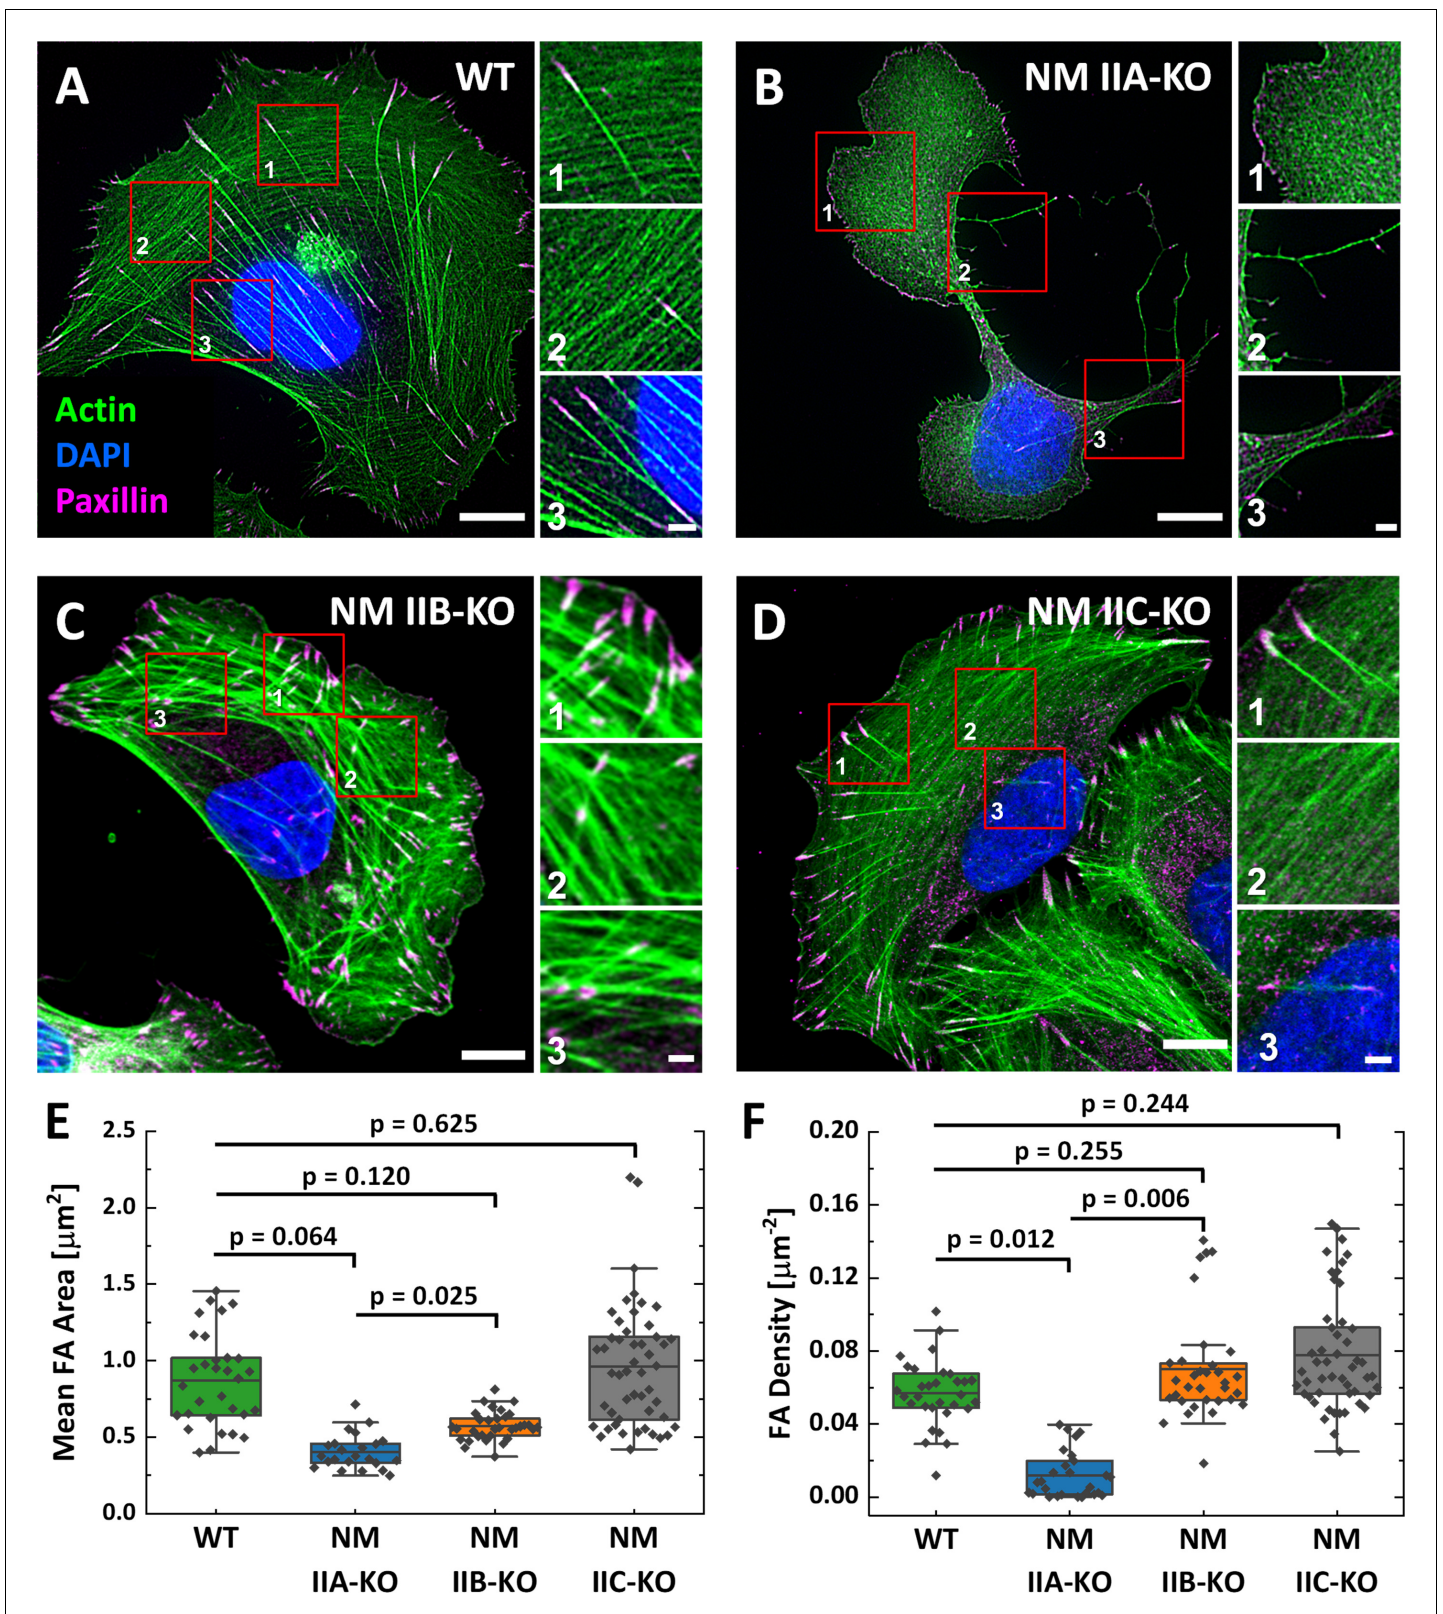 A
WT
1
2
3
Actin
DAPI
Paxillin
1
2
3
B
NM IIA-KO
1
2
3
1
2
3
C
NM IIB-KO
1
2
3
1
2
3
D
NM IIC-KO
1
2
3
1
2
3
E
Mean FA Area [μm²]
2.5
2.0
1.5
1.0
0.5
0.0
p = 0.625
p = 0.120
p = 0.064
p = 0.025
WT
NM
IIA-KO
NM
IIB-KO
NM
IIC-KO
F
FA Density [μm⁻²]
0.20
0.16
0.12
0.08
0.04
0.00
p = 0.244
p = 0.255
p = 0.006
p = 0.012
WT
NM
IIA-KO
NM
IIB-KO
NM
IIC-KO